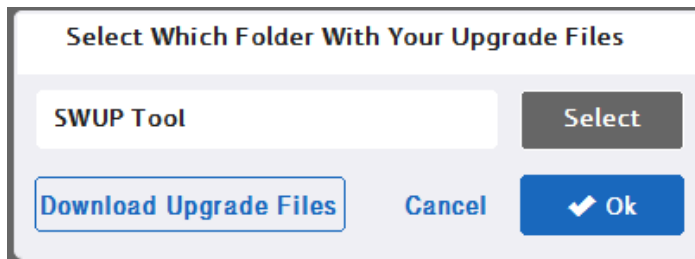 Select Which Folder With Your Upgrade Files
SWUP Tool
Select
Download Upgrade Files
Cancel
Ok